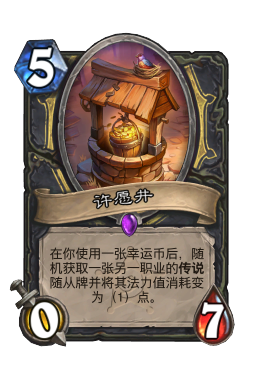 5
许愿井
在你使用一张幸运币后，随
机获取一张另一职业的传说
随从牌并将其法力值消耗变
为（1）点。
0
7